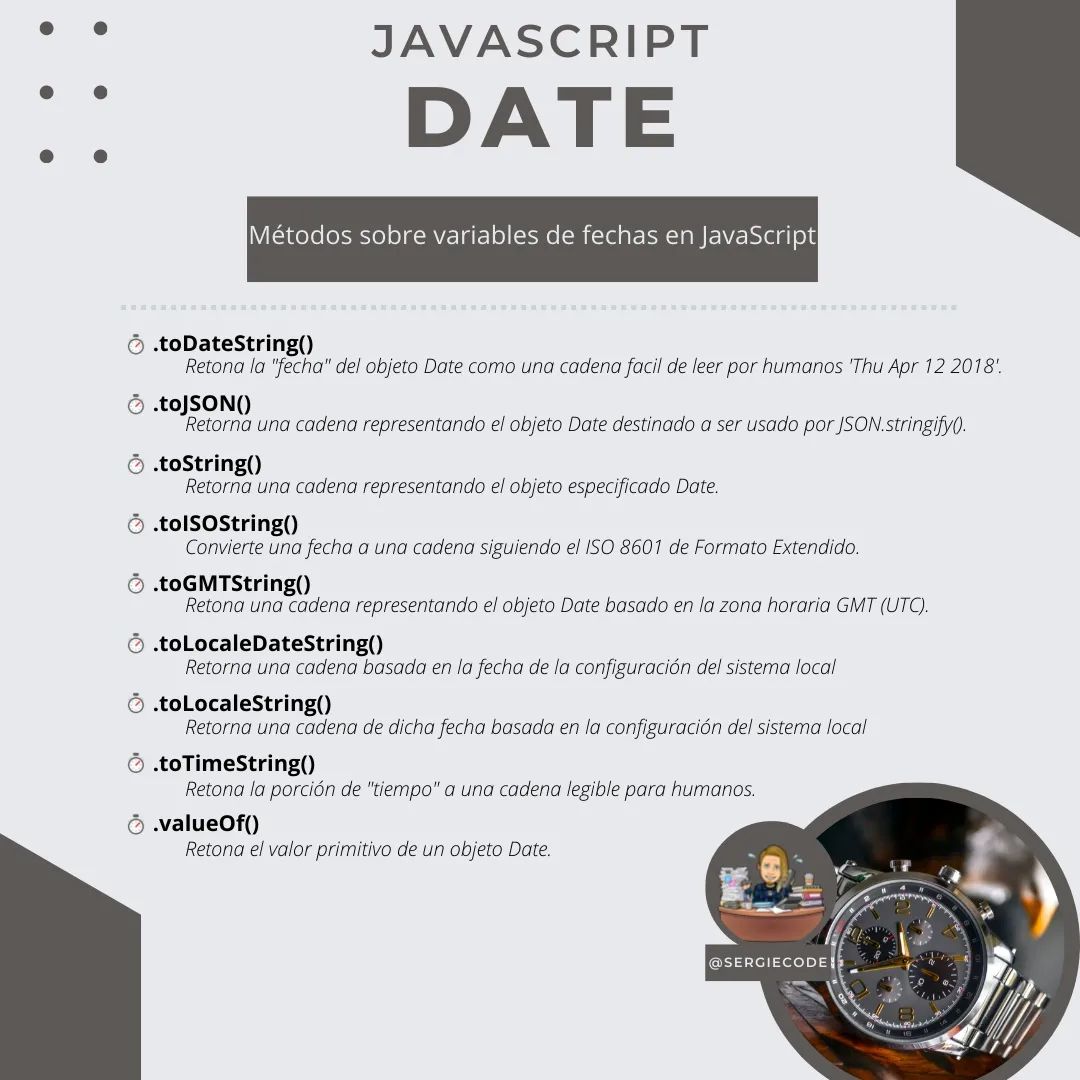 JAVASCRIPT
DATE
Métodos sobre variables de fechas en JavaScript
.toDateString()
Retona la "fecha" del objeto Date como una cadena facil de leer por humanos 'Thu Apr 12 2018'.
.toJSON()
Retorna una cadena representando el objeto Date destinado a ser usado por JSON.stringify().
.toString()
Retorna una cadena representando el objeto especificado Date.
.toISOString()
Convierte una fecha a una cadena siguiendo el ISO 8601 de Formato Extendido.
.toGMTString()
Retona una cadena representando el objeto Date basado en la zona horaria GMT (UTC).
.toLocaleDateString()
Retorna una cadena basada en la fecha de la configuración del sistema local
.toLocaleString()
Retorna una cadena de dicha fecha basada en la configuración del sistema local
.toTimeString()
Retona la porción de "tiempo" a una cadena legible para humanos.
.valueOf()
Retona el valor primitivo de un objeto Date.
@SERGIECODE